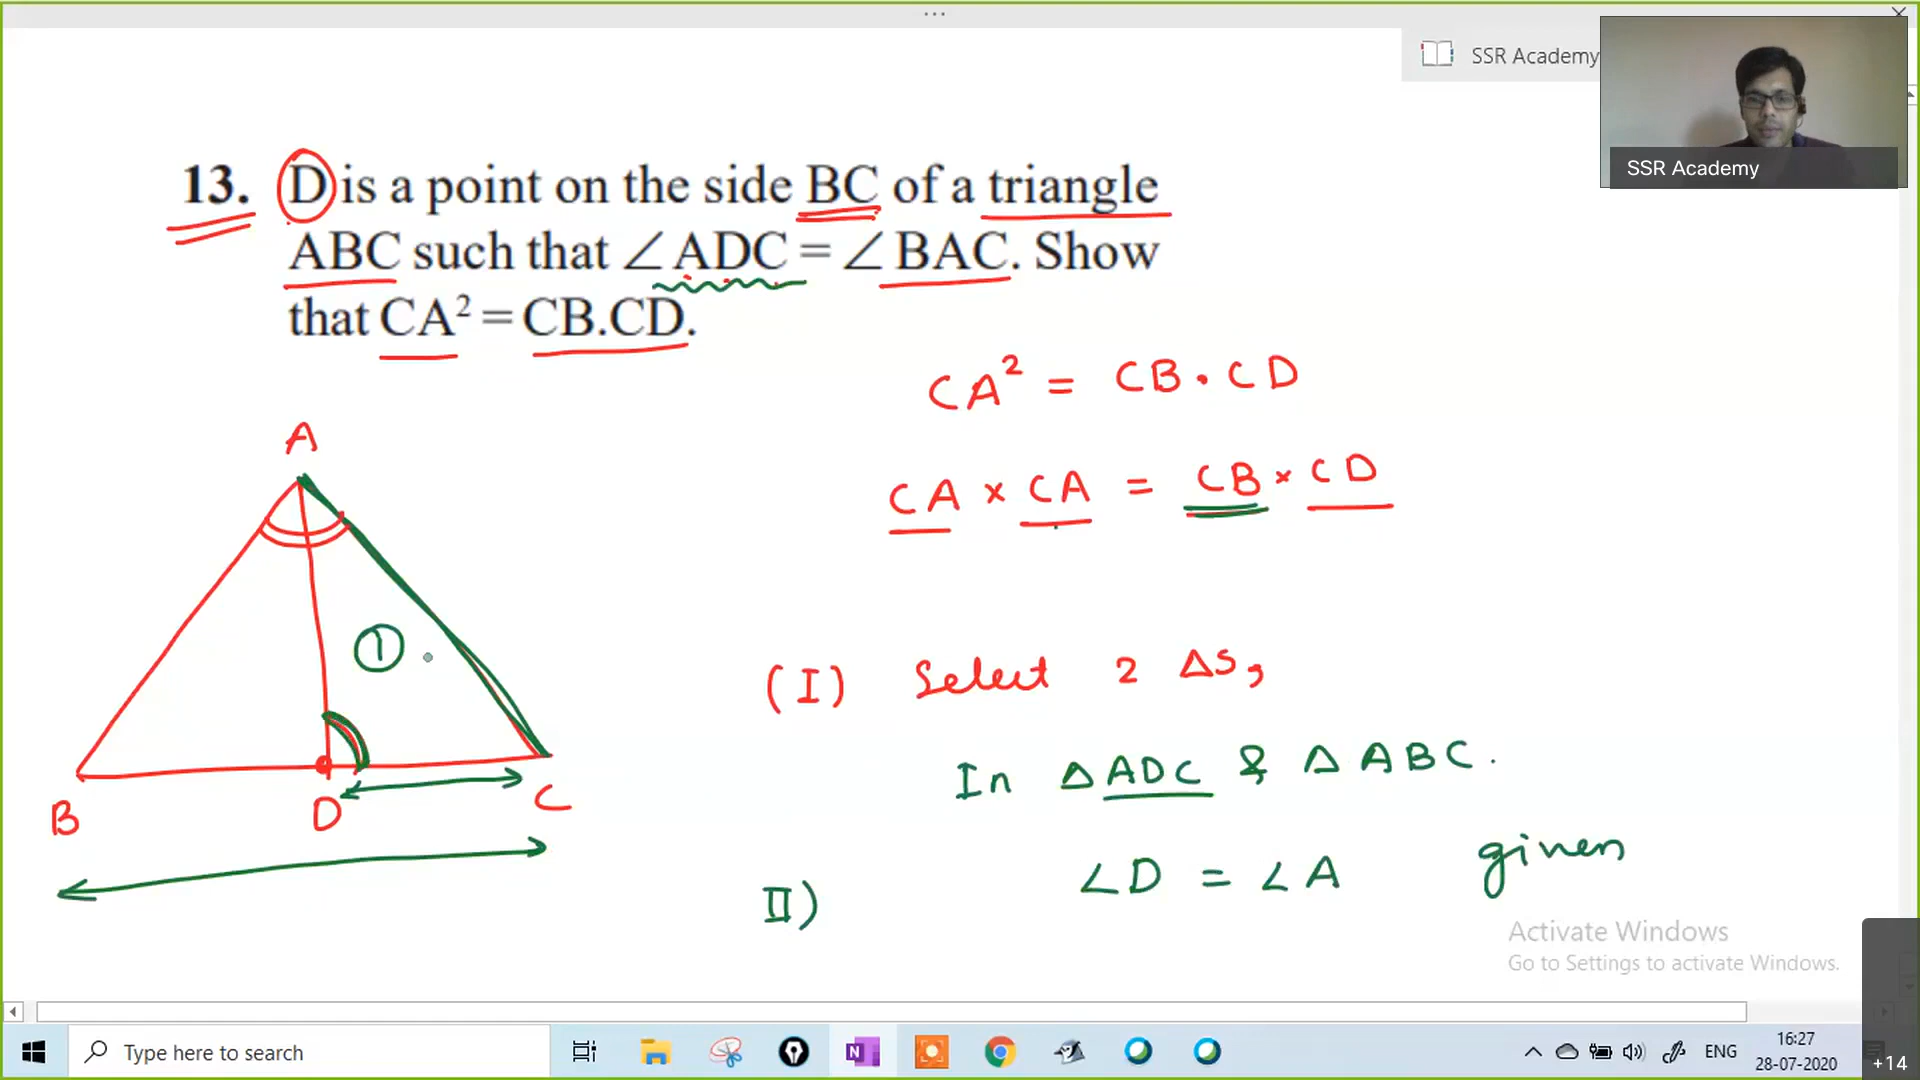 ...
SSR Academy
SSR Academy
13. D is a point on the side BC of a triangle
ABC such that ∠ADC = ∠BAC. Show
that CA² = CB.CD.
CA² = CB · CD
CA × CA = CB × CD
A
①
B
D
C
(I) Select 2 Δs,
In ΔADC & ΔABC.
II) ∠D = ∠A given
Activate Windows
Go to Settings to activate Windows.
Type here to search
ENG
16:27
28-07-2020
+14